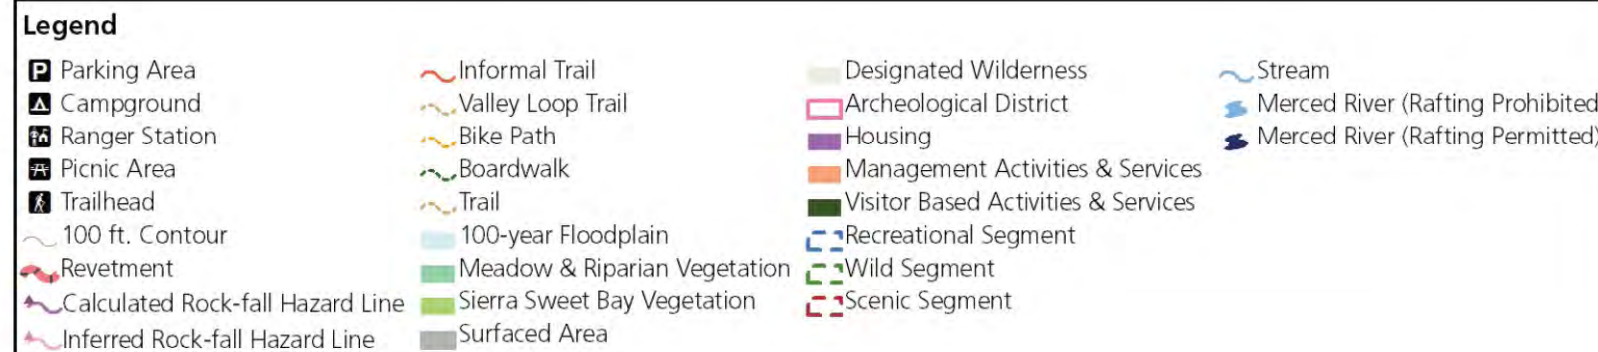 Legend
P Parking Area
Campground
Ranger Station
Picnic Area
Trailhead
100 ft. Contour
Revetment
Calculated Rock-fall Hazard Line
Inferred Rock-fall Hazard Line
Informal Trail
Valley Loop Trail
Bike Path
Boardwalk
Trail
100-year Floodplain
Meadow & Riparian Vegetation
Sierra Sweet Bay Vegetation
Surfaced Area
Designated Wilderness
Archeological District
Housing
Management Activities & Services
Visitor Based Activities & Services
Recreational Segment
Wild Segment
Scenic Segment
Stream
Merced River (Rafting Prohibited
Merced River (Rafting Permitted)